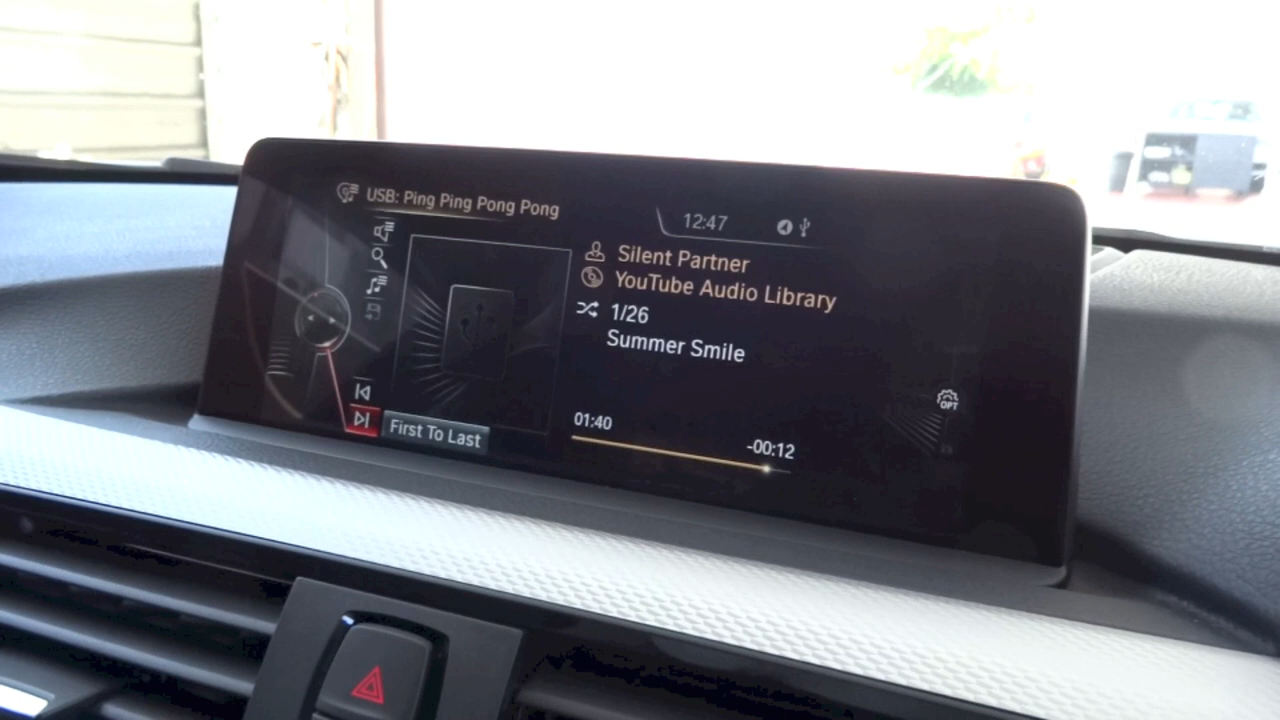 USB: Ping Ping Pong Pong
12:47
Silent Partner
YouTube Audio Library
1/26
Summer Smile
OPT
01:40
-00:12
First To Last